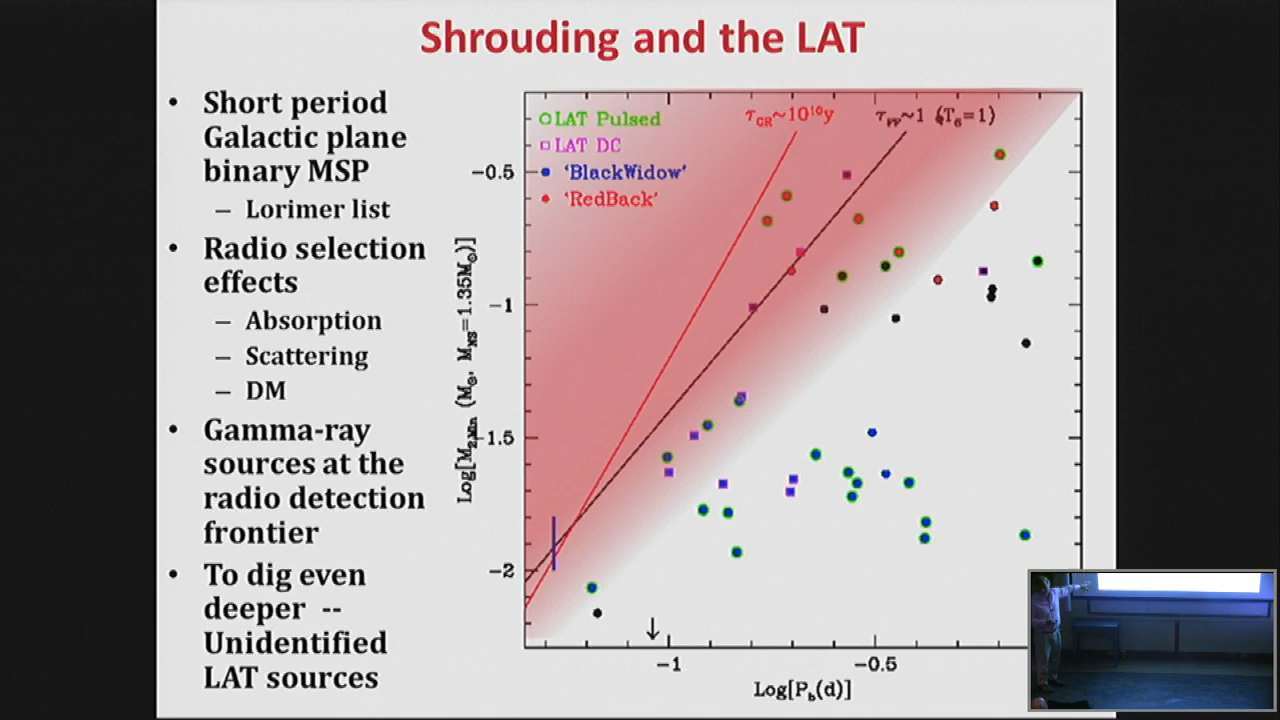 Shrouding and the LAT
• Short period
Galactic plane
binary MSP
– Lorimer list
• Radio selection
effects
– Absorption
– Scattering
– DM
• Gamma-ray
sources at the
radio detection
frontier
• To dig even
deeper --
Unidentified
LAT sources
LAT Pulsed
LAT DC
'BlackWidow'
'RedBack'
τGR~10¹⁰y
τFF~1 (T6=1)
Log[M2,Min (M⊙, MNS=1.35M⊙)]
−0.5
−1
−1.5
−2
−1
−0.5
Log[Pb(d)]